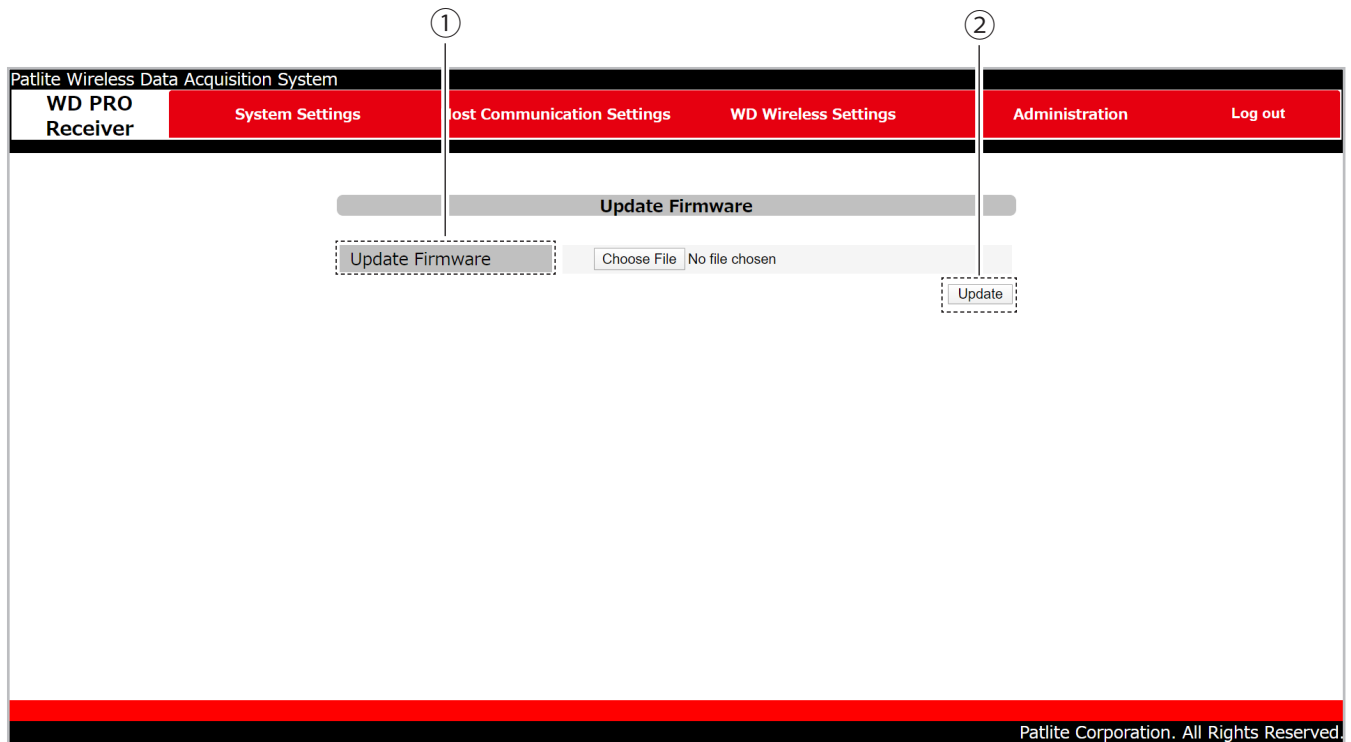 ① ②
Patlite Wireless Data Acquisition System
WD PRO
Receiver
System Settings ost Communication Settings WD Wireless Settings Administration Log out
Update Firmware
Update Firmware Choose File No file chosen
Update
Patlite Corporation. All Rights Reserved.